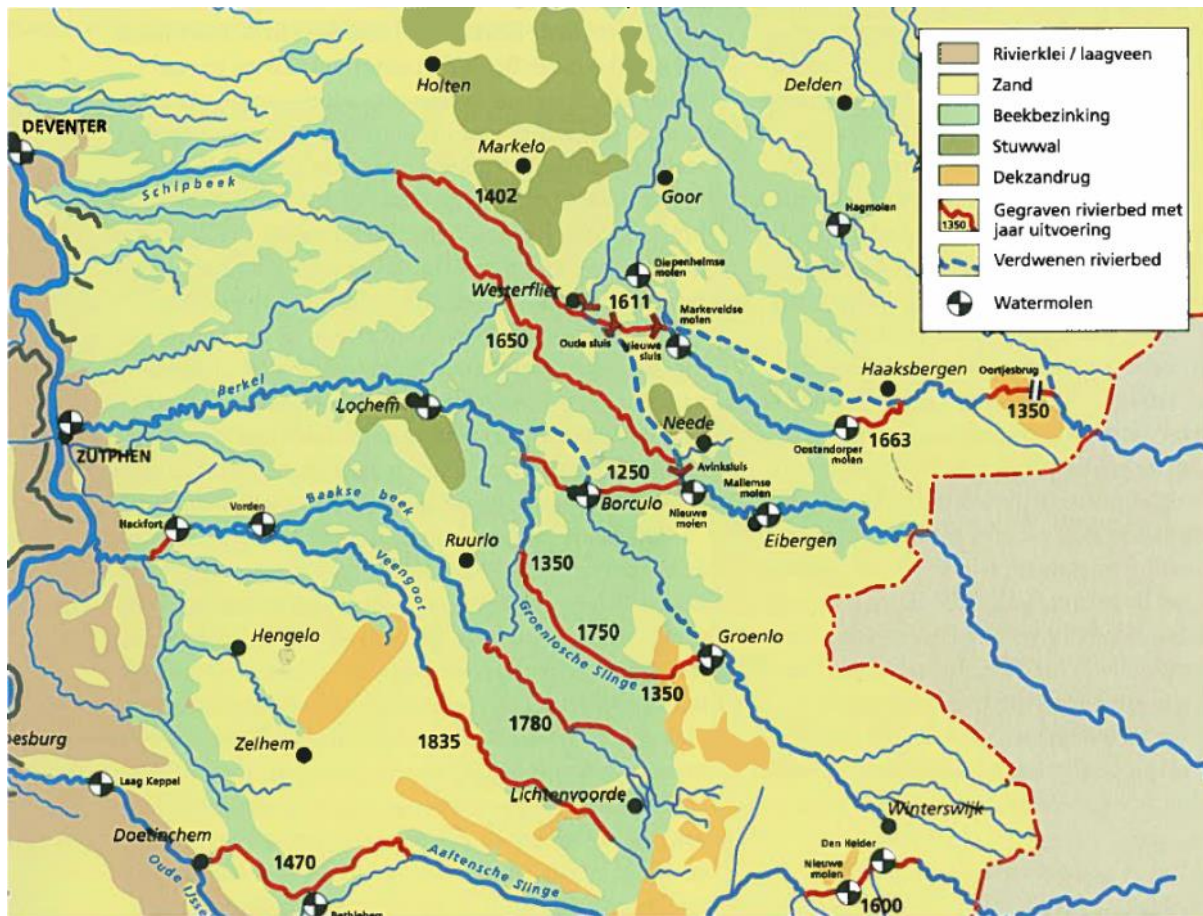 Rivierklei / laagveen
Zand
Beekbezinking
Stuwwal
Dekzandrug
1350
Gegraven rivierbed met
jaar uitvoering
Verdwenen rivierbed
Watermolen
Holten
Delden
DEVENTER
Markelo
Schipbeek
1402
Goor
Hagmolen
Diepenheimse
molen
Westerflier
1611
Markeveldse
molen
Oude sluis
Nieuwe
sluis
1650
Haaksbergen
Oortjesbrug
1350
Berkel
Lochem
Neede
Oostendorper
molen
1663
ZUTPHEN
1250
Avinksluis
Mallemse
molen
Borculo
Nieuwe
molen
Eibergen
Hackfort
Vorden
Baakse beek
Ruurlo
Veengoot
1350
Groenlosche Slinge
1750
Groenlo
1350
Hengelo
1780
1835
Zelhem
oesburg
Laag Keppel
Lichtenvoorde
Winterswijk
Doetinchem
Den Helder
1470
Aaltensche Slinge
Nieuwe
molen
1600
Oude IJssel